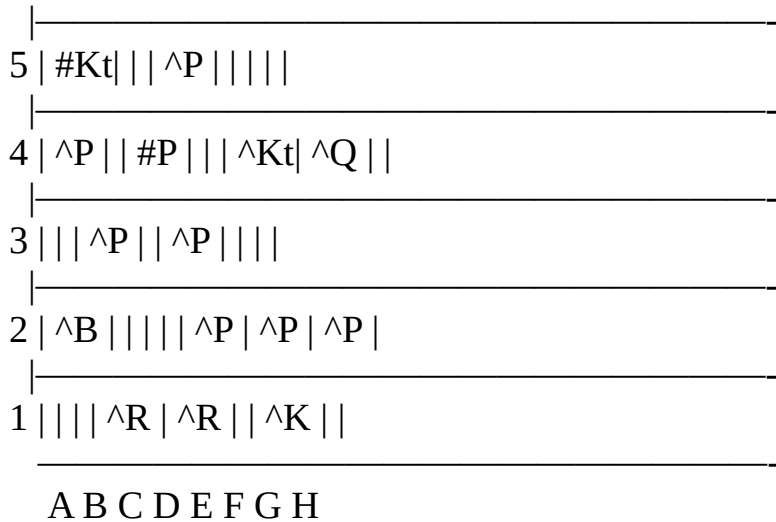 |——————————————————————-
5 | #Kt| | | ^P | | | | |
|——————————————————————-
4 | ^P | | #P | | | ^Kt| ^Q | |
|——————————————————————-
3 | | | ^P | | ^P | | | |
|——————————————————————-
2 | ^B | | | | | ^P | ^P | ^P |
|——————————————————————-
1 | | | | ^R | ^R | | ^K | |
——————————————————————-
A B C D E F G H